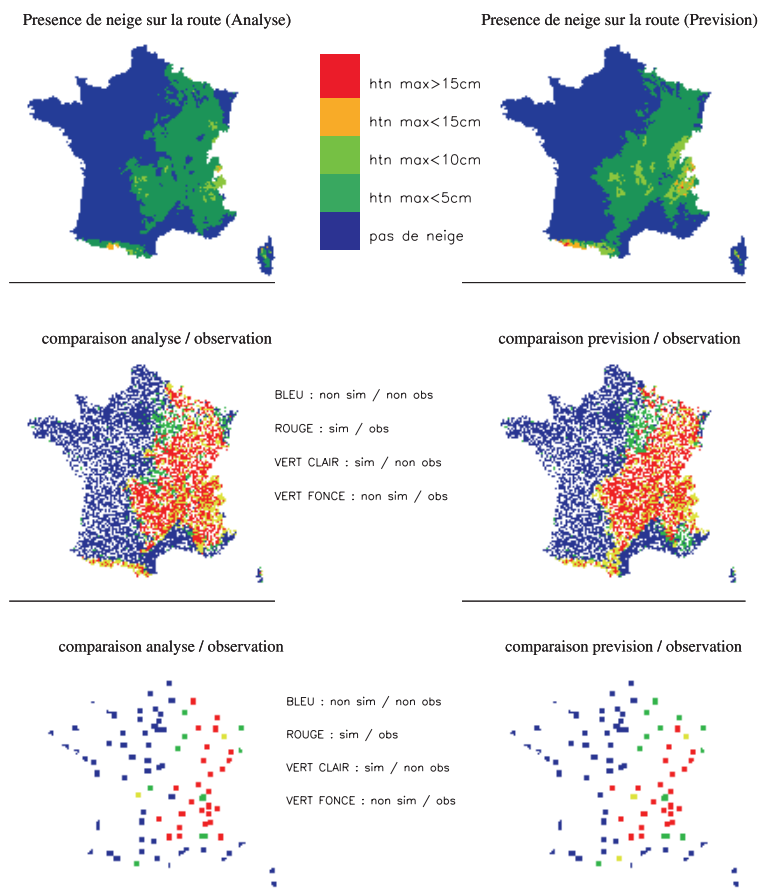 Presence de neige sur la route (Analyse)
Presence de neige sur la route (Prevision)
htn max>15cm
htn max<15cm
htn max<10cm
htn max<5cm
pas de neige
comparaison analyse / observation
comparaison prevision / observation
BLEU : non sim / non obs
ROUGE : sim / obs
VERT CLAIR : sim / non obs
VERT FONCE : non sim / obs
comparaison analyse / observation
comparaison prevision / observation
BLEU : non sim / non obs
ROUGE : sim / obs
VERT CLAIR : sim / non obs
VERT FONCE : non sim / obs